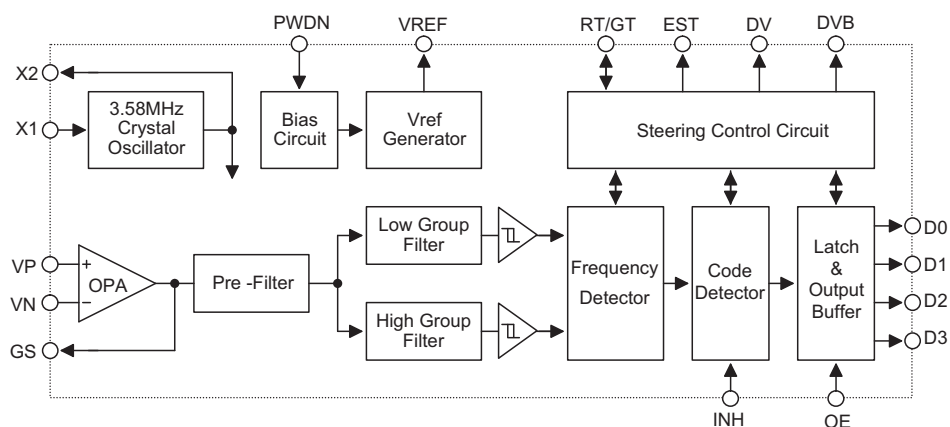 PWDN
VREF
RT/GT
EST
DV
DVB
X2
X1
3.58MHz
Crystal
Oscillator
Bias
Circuit
Vref
Generator
Steering Control Circuit
VP
VN
GS
+
−
OPA
Pre -Filter
Low Group
Filter
High Group
Filter
Frequency
Detector
Code
Detector
Latch
&
Output
Buffer
D0
D1
D2
D3
INH
OE